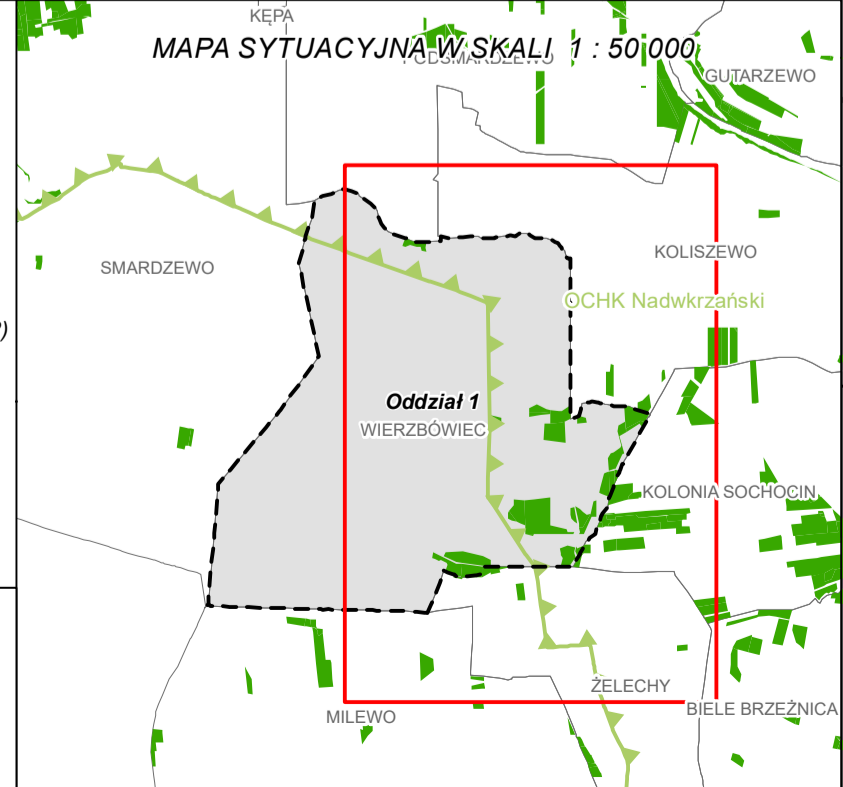 KĘPA
MAPA SYTUACYJNA W SKALI 1 : 50 000
PODSMARDZEWO
GUTARZEWO
KOLISZEWO
SMARDZEWO
OCHK Nadwkrzański
Oddział 1
WIERZBÓWIEC
KOLONIA SOCHOCIN
ŻELECHY
BIELE BRZEŹNICA
MILEWO